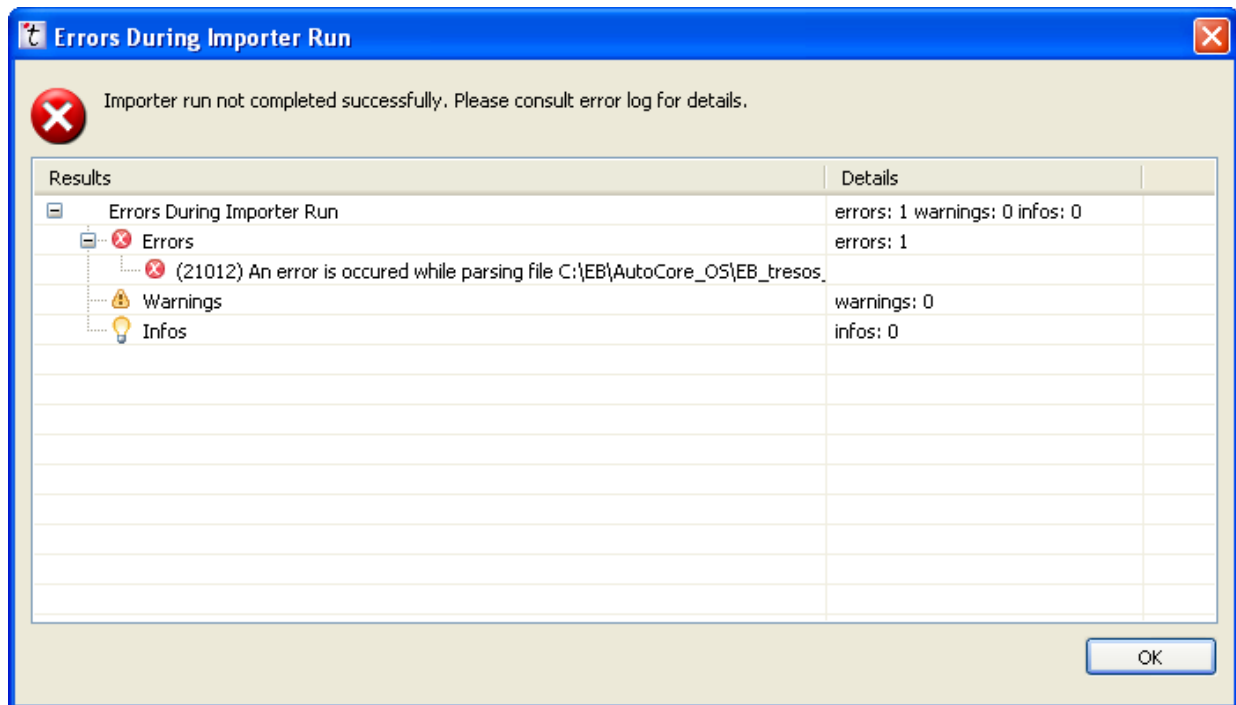 t Errors During Importer Run
Importer run not completed successfully. Please consult error log for details.
Results Details
Errors During Importer Run errors: 1 warnings: 0 infos: 0
Errors errors: 1
(21012) An error is occured while parsing file C:\EB\AutoCore_OS\EB_tresos_
Warnings warnings: 0
Infos infos: 0
OK